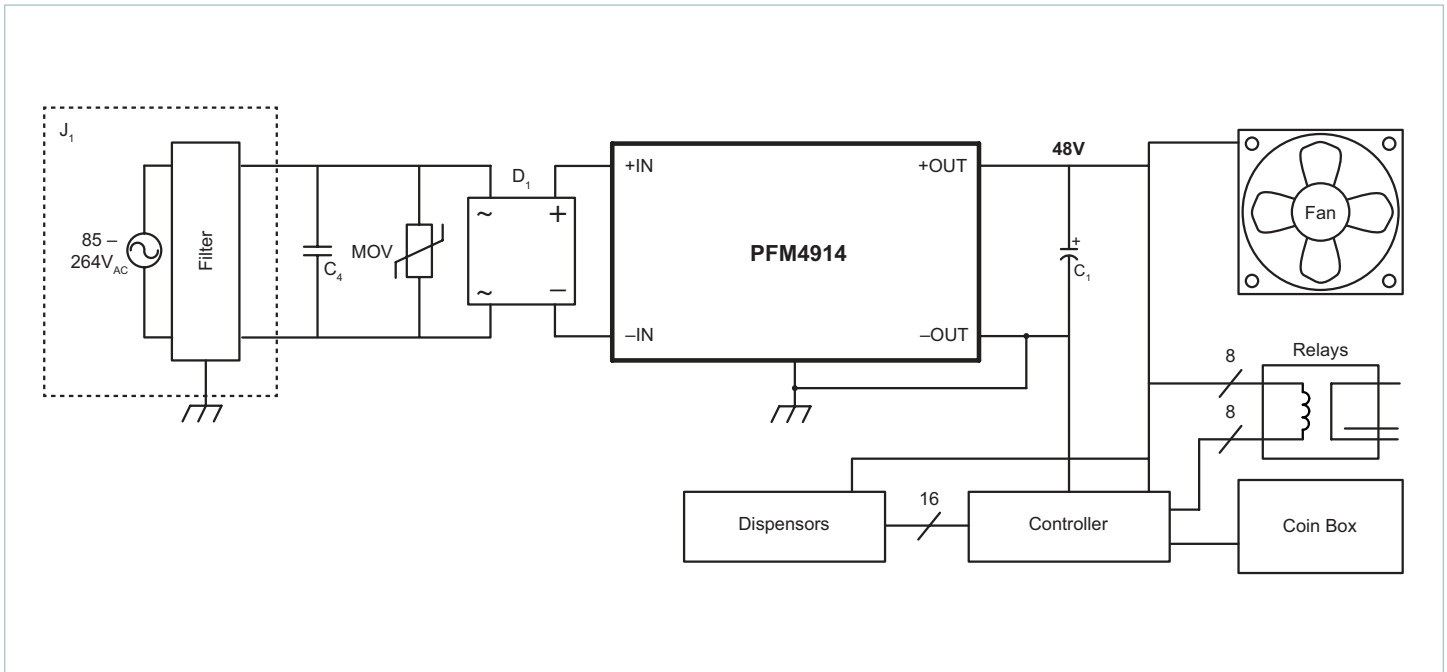 J1
85 –
264VAC
Filter
C4
MOV
D1
~
~
+
–
+IN
–IN
PFM4914
+OUT
–OUT
48V
+
C1
Fan
8
8
Relays
Dispensors
16
Controller
Coin Box